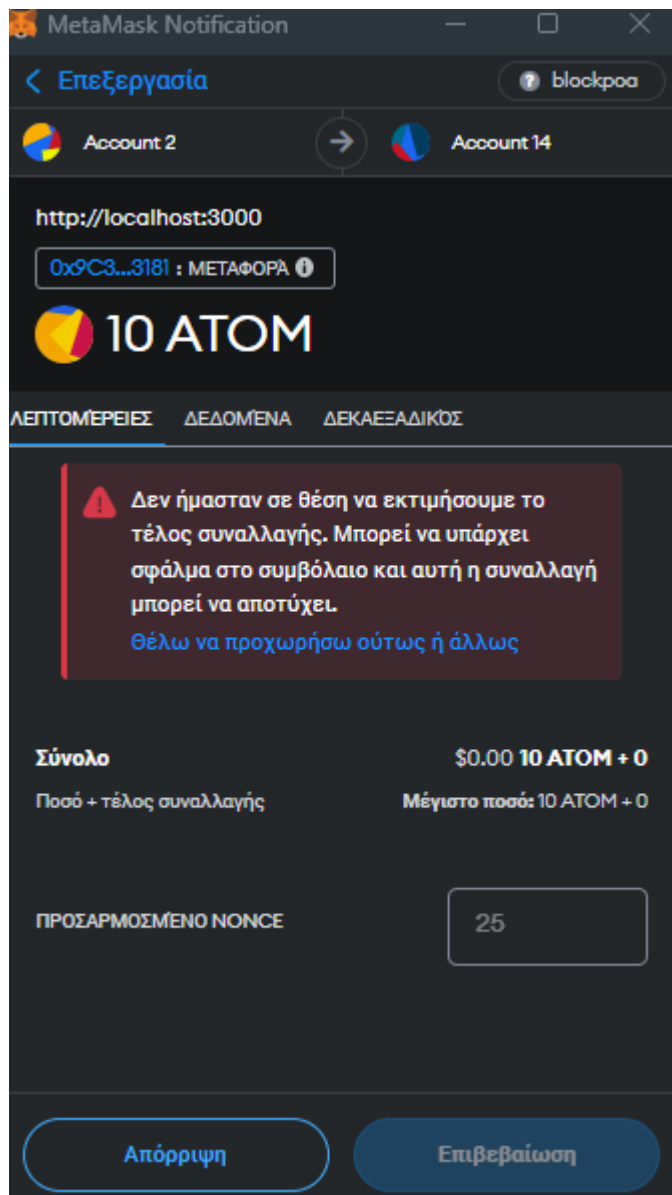 MetaMask Notification
Επεξεργασία
blockpoa
Account 2
Account 14
http://localhost:3000
0x9C3...3181 : ΜΕΤΑΦΟΡΆ
10 ATOM
ΛΕΠΤΟΜΈΡΕΙΕΣ ΔΕΔΟΜΈΝΑ ΔΕΚΑΕΞΑΔΙΚΌΣ
Δεν ήμασταν σε θέση να εκτιμήσουμε το
τέλος συναλλαγής. Μπορεί να υπάρχει
σφάλμα στο συμβόλαιο και αυτή η συναλλαγή
μπορεί να αποτύχει.
Θέλω να προχωρήσω ούτως ή άλλως
Σύνολο $0.00 10 ATOM + 0
Ποσό + τέλος συναλλαγής Μέγιστο ποσό: 10 ATOM + 0
ΠΡΟΣΑΡΜΟΣΜΈΝΟ NONCE 25
Απόρριψη Επιβεβαίωση